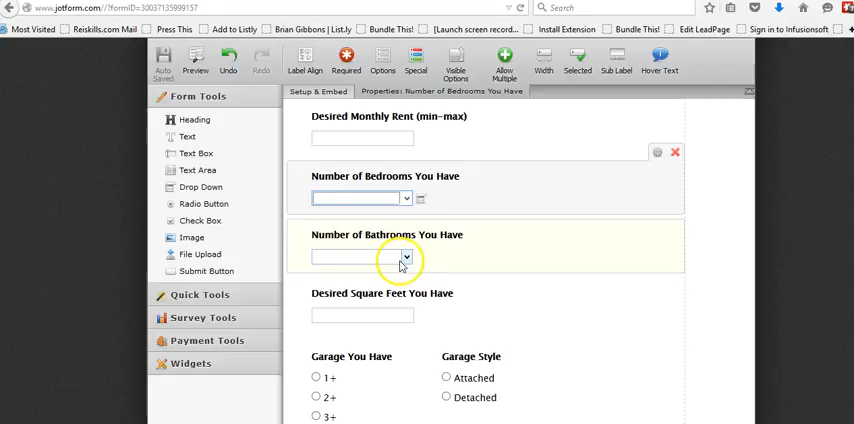 www.jotform.com//?formID=30037135999157
Search
Most Visited
Reiskills.com Mail
Press This
Add to Listly
Brian Gibbons | List.ly
Bundle This!
[Launch screen record...
Install Extension
Bundle This!
Edit LeadPage
Sign in to Infusionsoft
Auto Saved
Preview
Undo
Redo
Label Align
Required
Options
Special
Visible Options
Allow Multiple
Width
Selected
Sub Label
Hover Text
Form Tools
Setup & Embed
Properties: Number of Bedrooms You Have
Heading
Text
Text Box
Text Area
Drop Down
Radio Button
Check Box
Image
File Upload
Submit Button
Quick Tools
Survey Tools
Payment Tools
Widgets
Desired Monthly Rent (min-max)
Number of Bedrooms You Have
Number of Bathrooms You Have
Desired Square Feet You Have
Garage You Have
Garage Style
1+
Attached
2+
Detached
3+